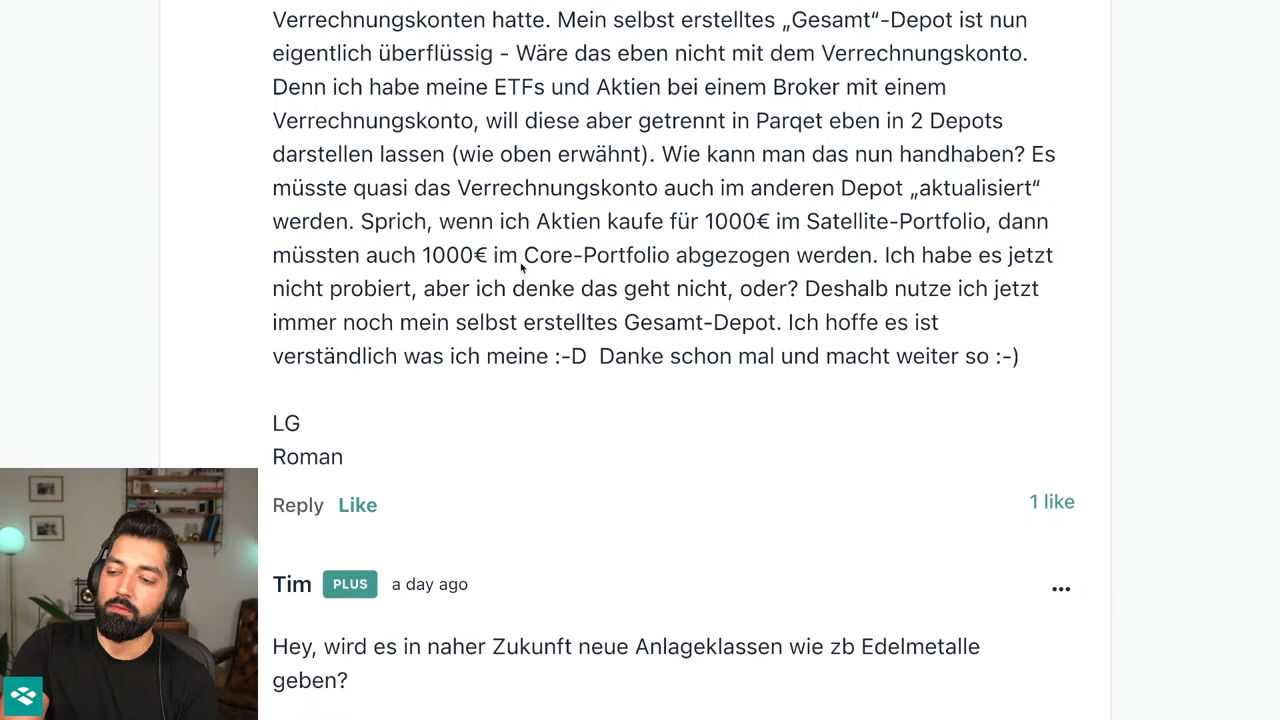 Verrechnungskonten hatte. Mein selbst erstelltes „Gesamt“-Depot ist nun
eigentlich überflüssig - Wäre das eben nicht mit dem Verrechnungskonto.
Denn ich habe meine ETFs und Aktien bei einem Broker mit einem
Verrechnungskonto, will diese aber getrennt in Parqet eben in 2 Depots
darstellen lassen (wie oben erwähnt). Wie kann man das nun handhaben? Es
müsste quasi das Verrechnungskonto auch im anderen Depot „aktualisiert“
werden. Sprich, wenn ich Aktien kaufe für 1000€ im Satellite-Portfolio, dann
müssten auch 1000€ im Core-Portfolio abgezogen werden. Ich habe es jetzt
nicht probiert, aber ich denke das geht nicht, oder? Deshalb nutze ich jetzt
immer noch mein selbst erstelltes Gesamt-Depot. Ich hoffe es ist
verständlich was ich meine :-D  Danke schon mal und macht weiter so :-)
LG
Roman
Reply Like 1 like
Tim PLUS a day ago
Hey, wird es in naher Zukunft neue Anlageklassen wie zb Edelmetalle
geben?